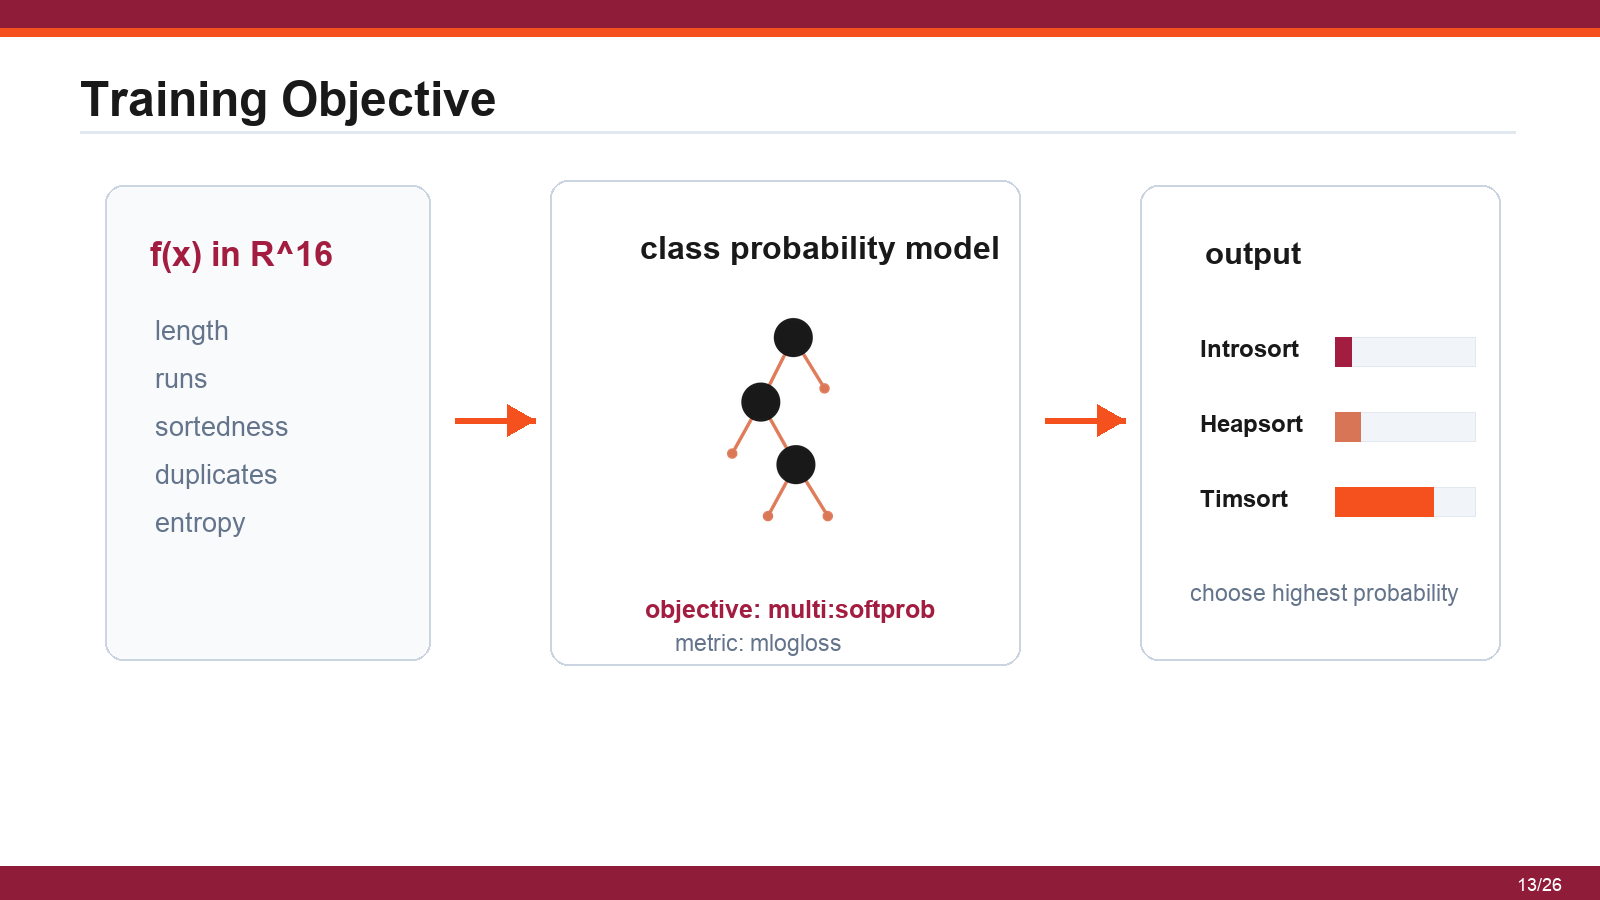 Training Objective
f(x) in R^16
length
runs
sortedness
duplicates
entropy
class probability model
objective: multi:softprob
metric: mlogloss
output
Introsort
Heapsort
Timsort
choose highest probability
13/26